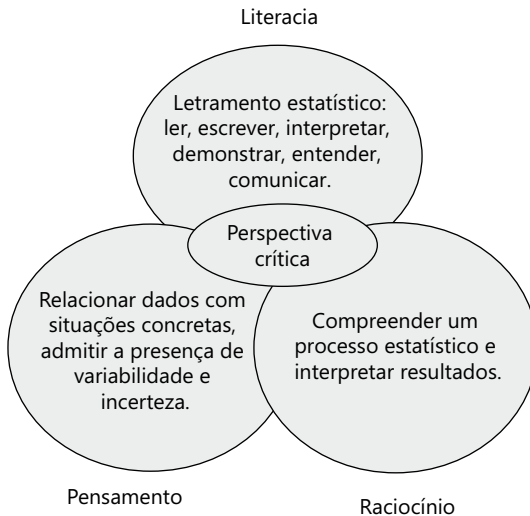 Literacia
Letramento estatístico:
ler, escrever, interpretar,
demonstrar, entender,
comunicar.
Perspectiva
crítica
Relacionar dados com
situações concretas,
admitir a presença de
variabilidade e
incerteza.
Compreender um
processo estatístico e
interpretar resultados.
Pensamento
Raciocínio